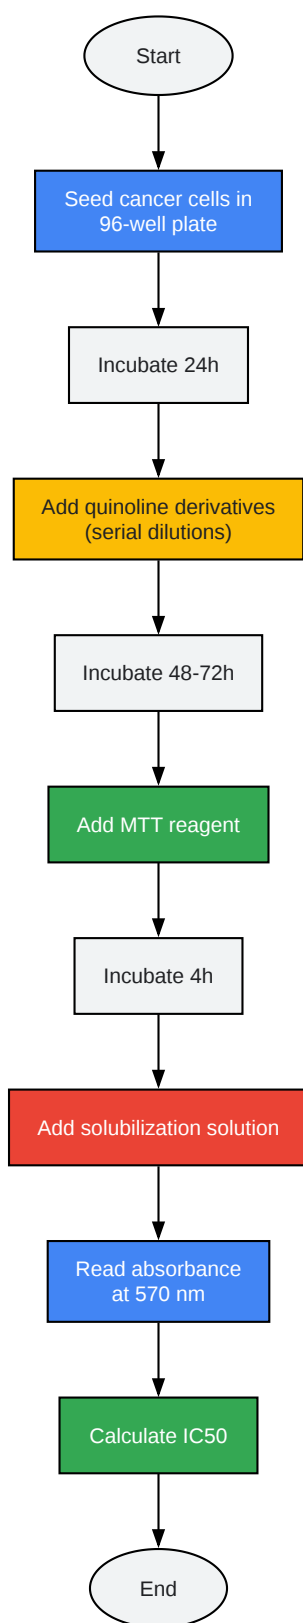 Start
Seed cancer cells in
96-well plate
Incubate 24h
Add quinoline derivatives
(serial dilutions)
Incubate 48-72h
Add MTT reagent
Incubate 4h
Add solubilization solution
Read absorbance
at 570 nm
Calculate IC50
End